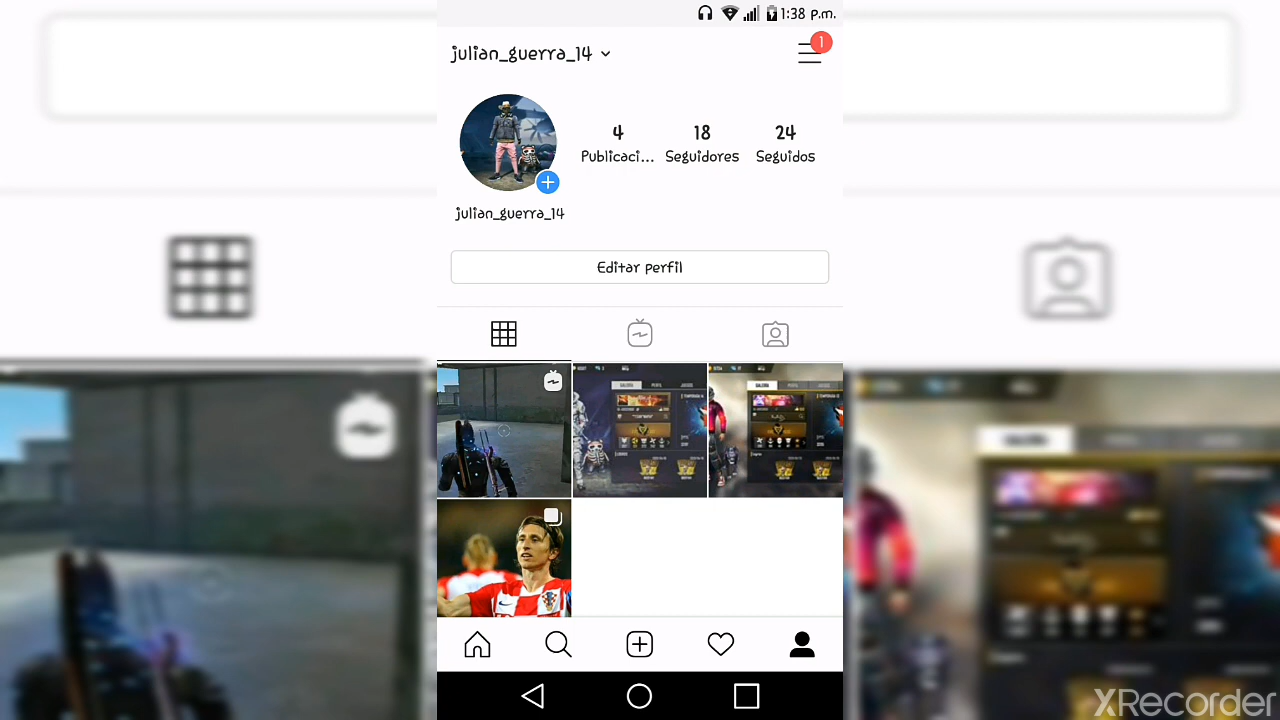 1:38 p.m.
julian_guerra_14
1
4
18
24
Publicaci...
Seguidores
Seguidos
julian_guerra_14
Editar perfil
XRecorder